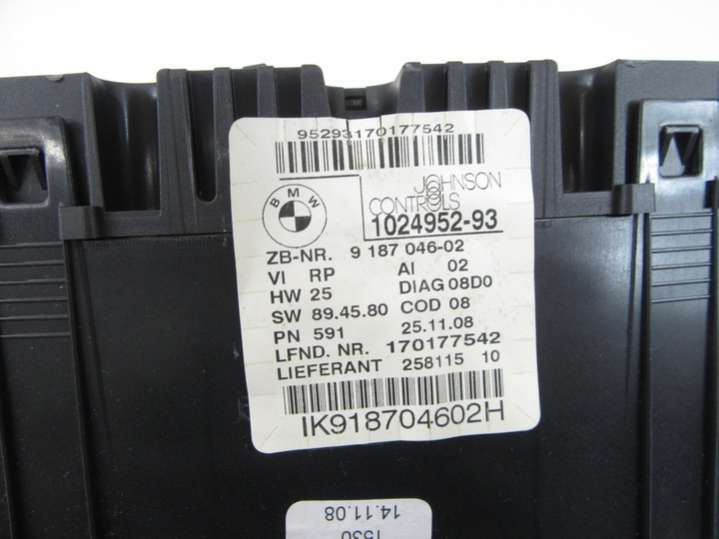 95293170177542
BMW
JOHNSON
CONTROLS
1024952-93
ZB-NR. 9 187 046-02
VI RP AI 02
HW 25 DIAG 08D0
SW 89.45.80 COD 08
PN 591 25.11.08
LFND. NR. 170177542
LIEFERANT 258115 10
IK918704602H
14.11.08